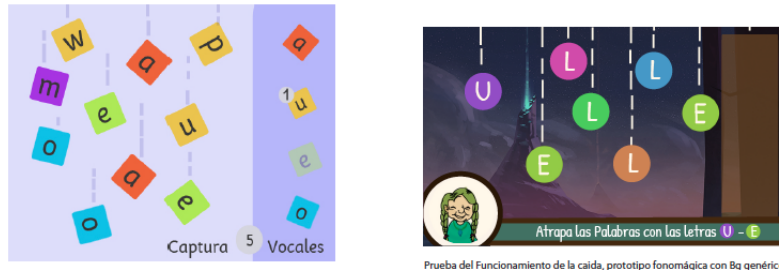 w
a
p
m
e
u
o
a
e
o
a
1
u
e
o
Captura 5 Vocales
L
L
U
L
E
E
L
Atrapa las Palabras con las letras U - E
Prueba del Funcionamiento de la caida, prototipo fonomágica con Bg genéric